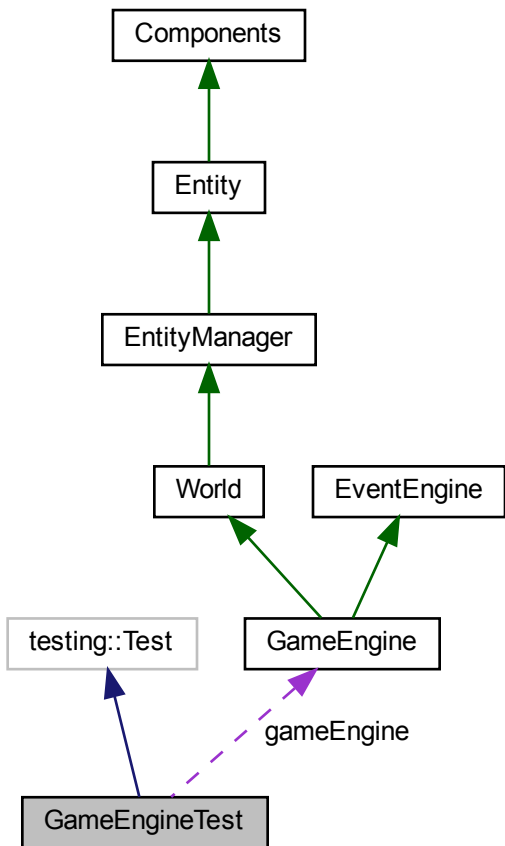 Components
Entity
EntityManager
World
EventEngine
testing::Test
GameEngine
gameEngine
GameEngineTest